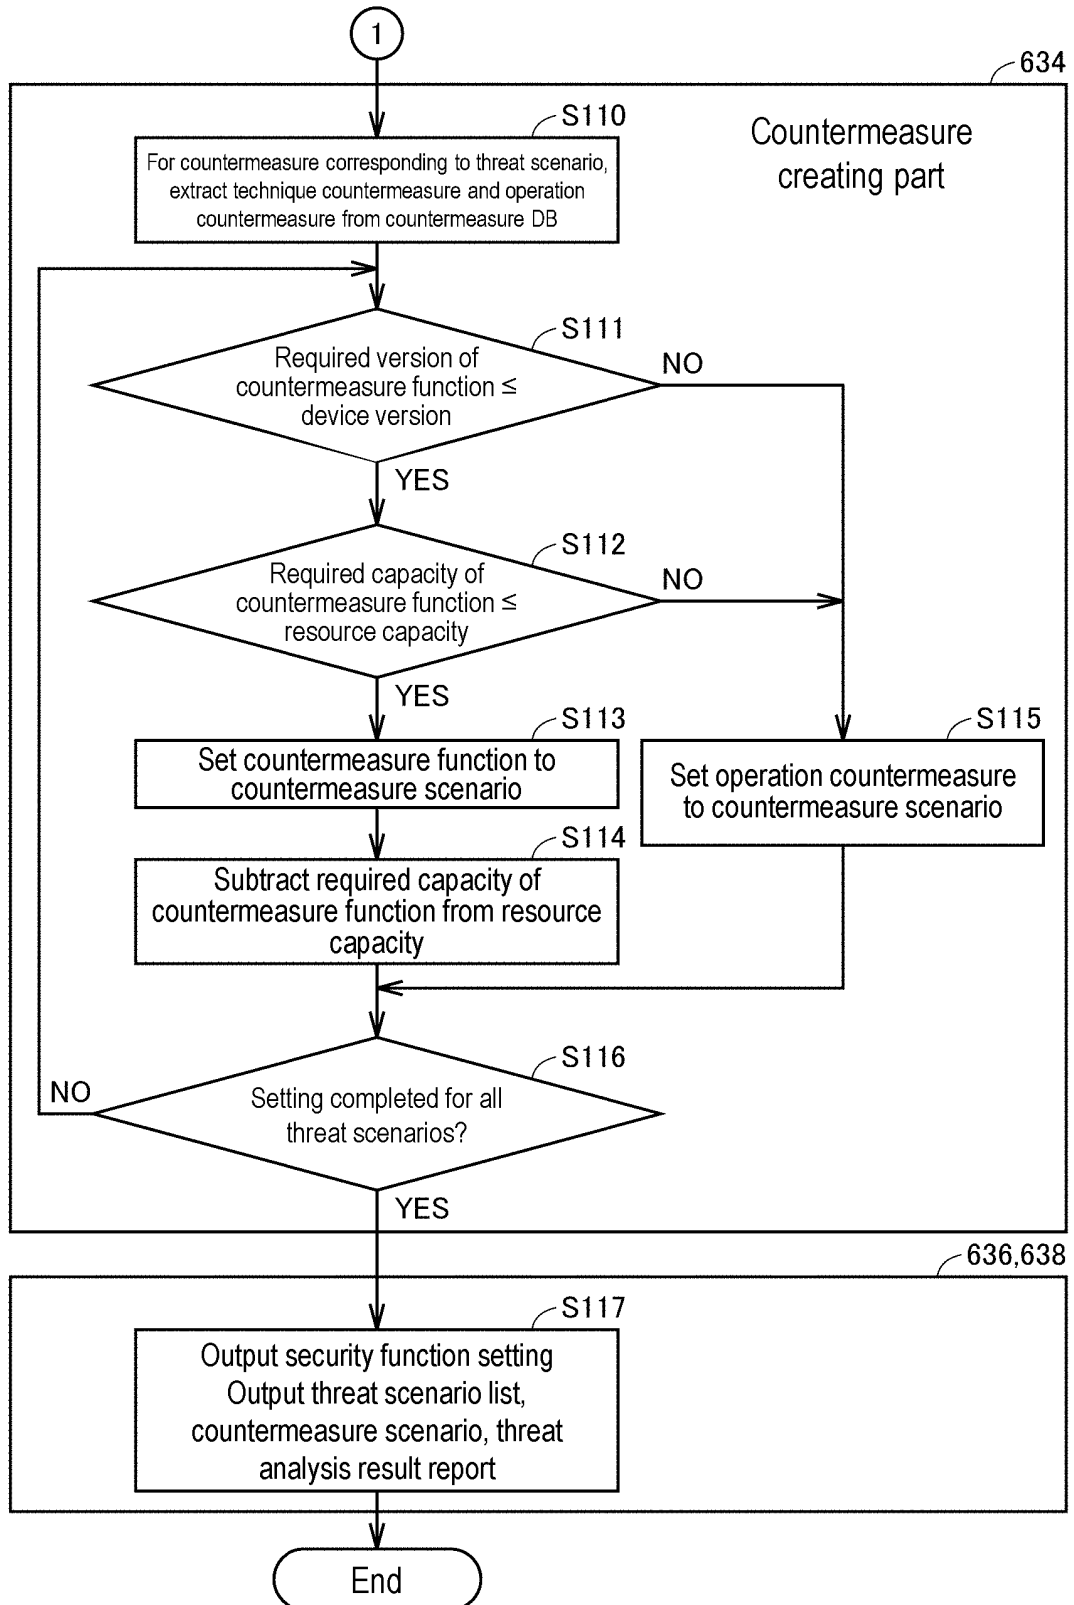 1
634
Countermeasure
creating part
S110
For countermeasure corresponding to threat scenario,
extract technique countermeasure and operation
countermeasure from countermeasure DB
S111
Required version of
countermeasure function ≤
device version
NO
YES
S112
Required capacity of
countermeasure function ≤
resource capacity
NO
YES
S113
Set countermeasure function to
countermeasure scenario
S115
Set operation countermeasure
to countermeasure scenario
S114
Subtract required capacity of
countermeasure function from resource
capacity
S116
Setting completed for all
threat scenarios?
NO
YES
636,638
S117
Output security function setting
Output threat scenario list,
countermeasure scenario, threat
analysis result report
End